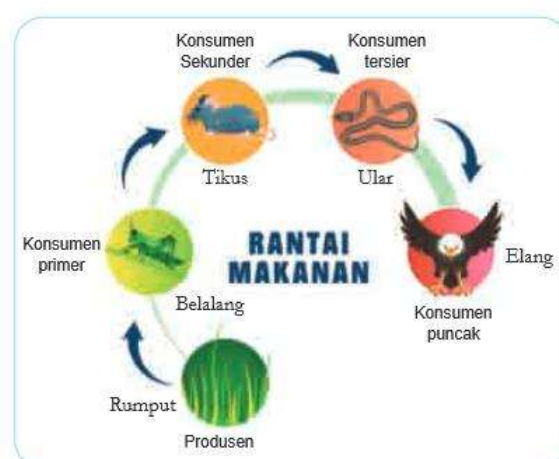 Konsumen
Sekunder
Konsumen
tersier
Tikus
Ular
Konsumen
primer
RANTAI
MAKANAN
Elang
Belalang
Konsumen
puncak
Rumput
Produsen